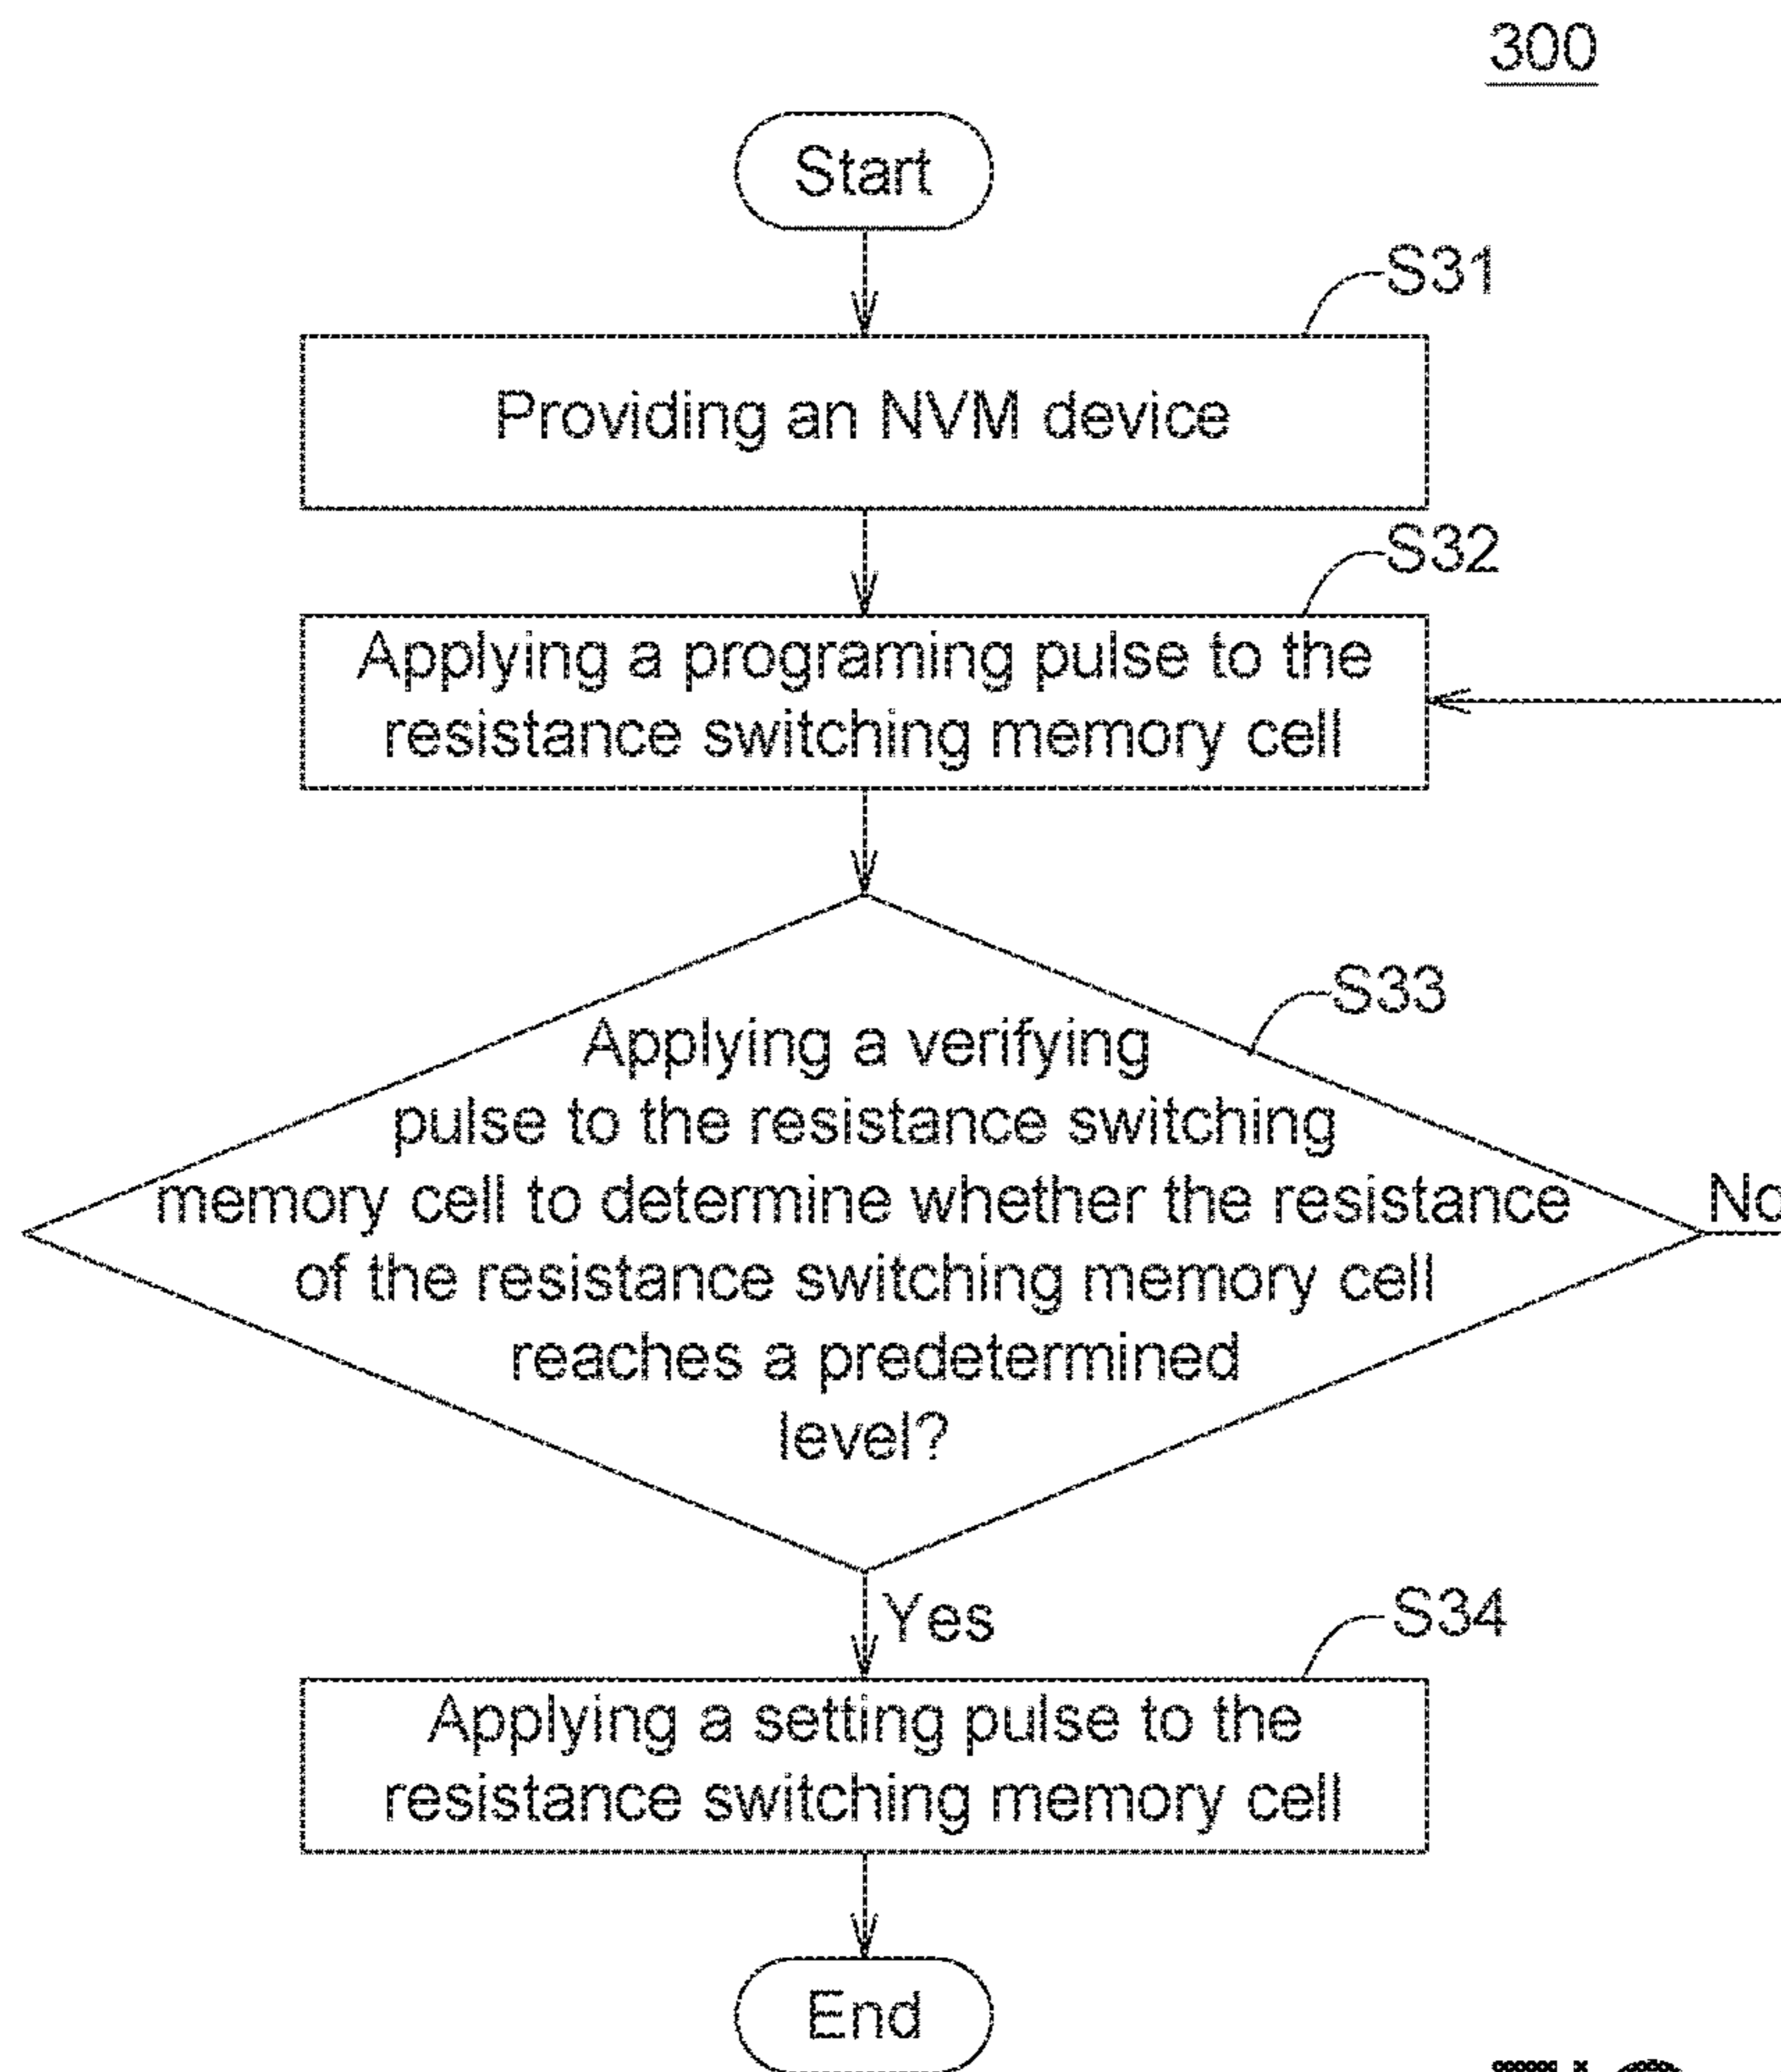 300
Start
S31
Providing an NVM device
S32
Applying a programing pulse to the
resistance switching memory cell
S33
Applying a verifying
pulse to the resistance switching
memory cell to determine whether the resistance
of the resistance switching memory cell
reaches a predetermined
level?
No
Yes
S34
Applying a setting pulse to the
resistance switching memory cell
End